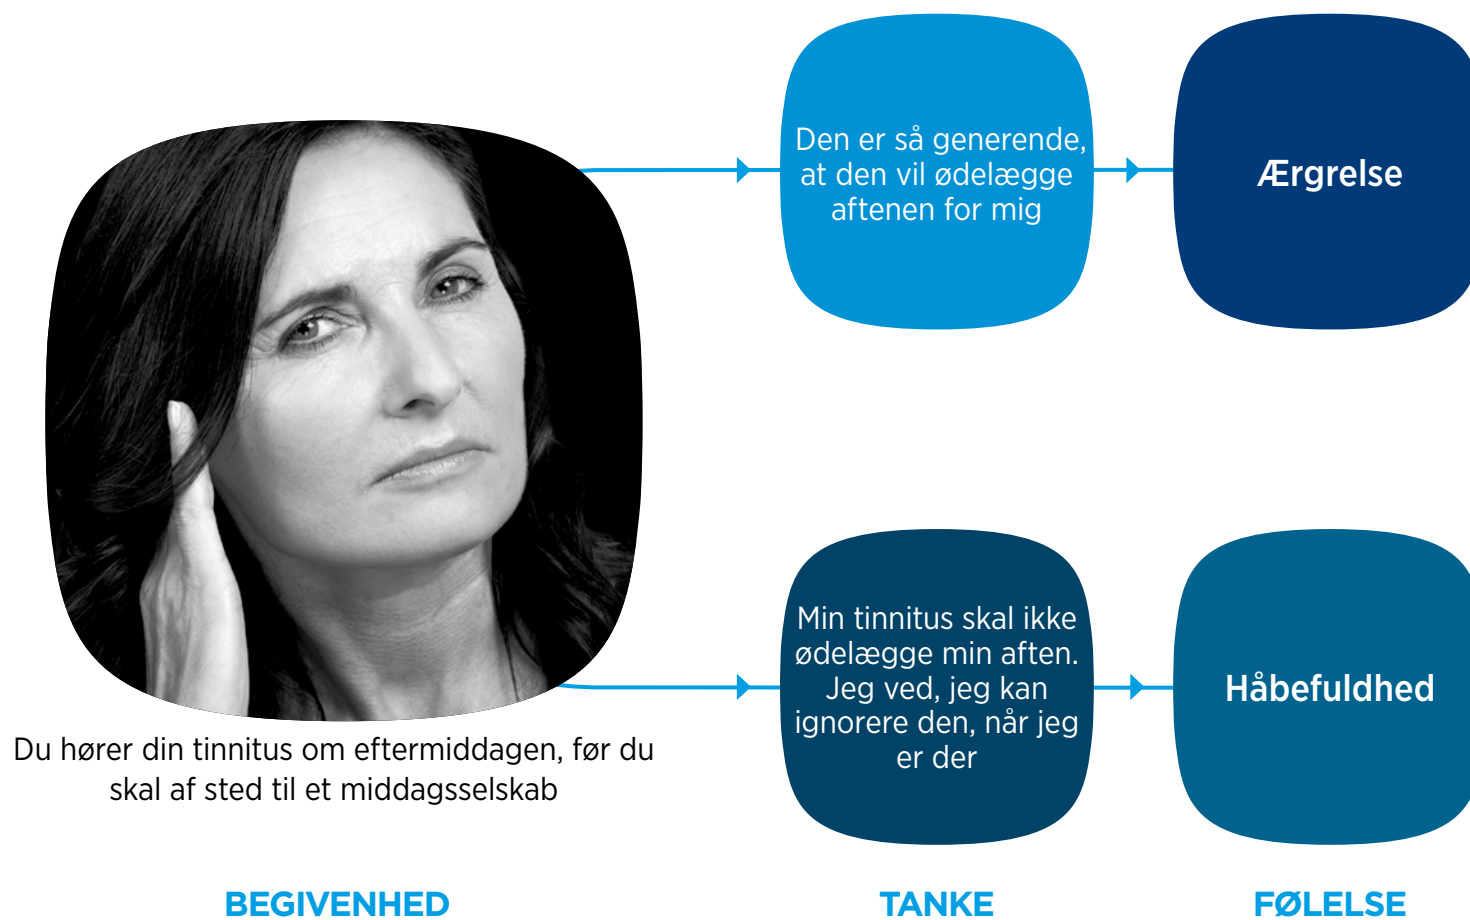 Den er så generende,
at den vil ødelægge
aftenen for mig
Ærgrelse
Min tinnitus skal ikke
ødelægge min aften.
Jeg ved, jeg kan
ignorere den, når jeg
er der
Håbefuldhed
Du hører din tinnitus om eftermiddagen, før du
skal af sted til et middagsselskab
BEGIVENHED
TANKE
FØLELSE